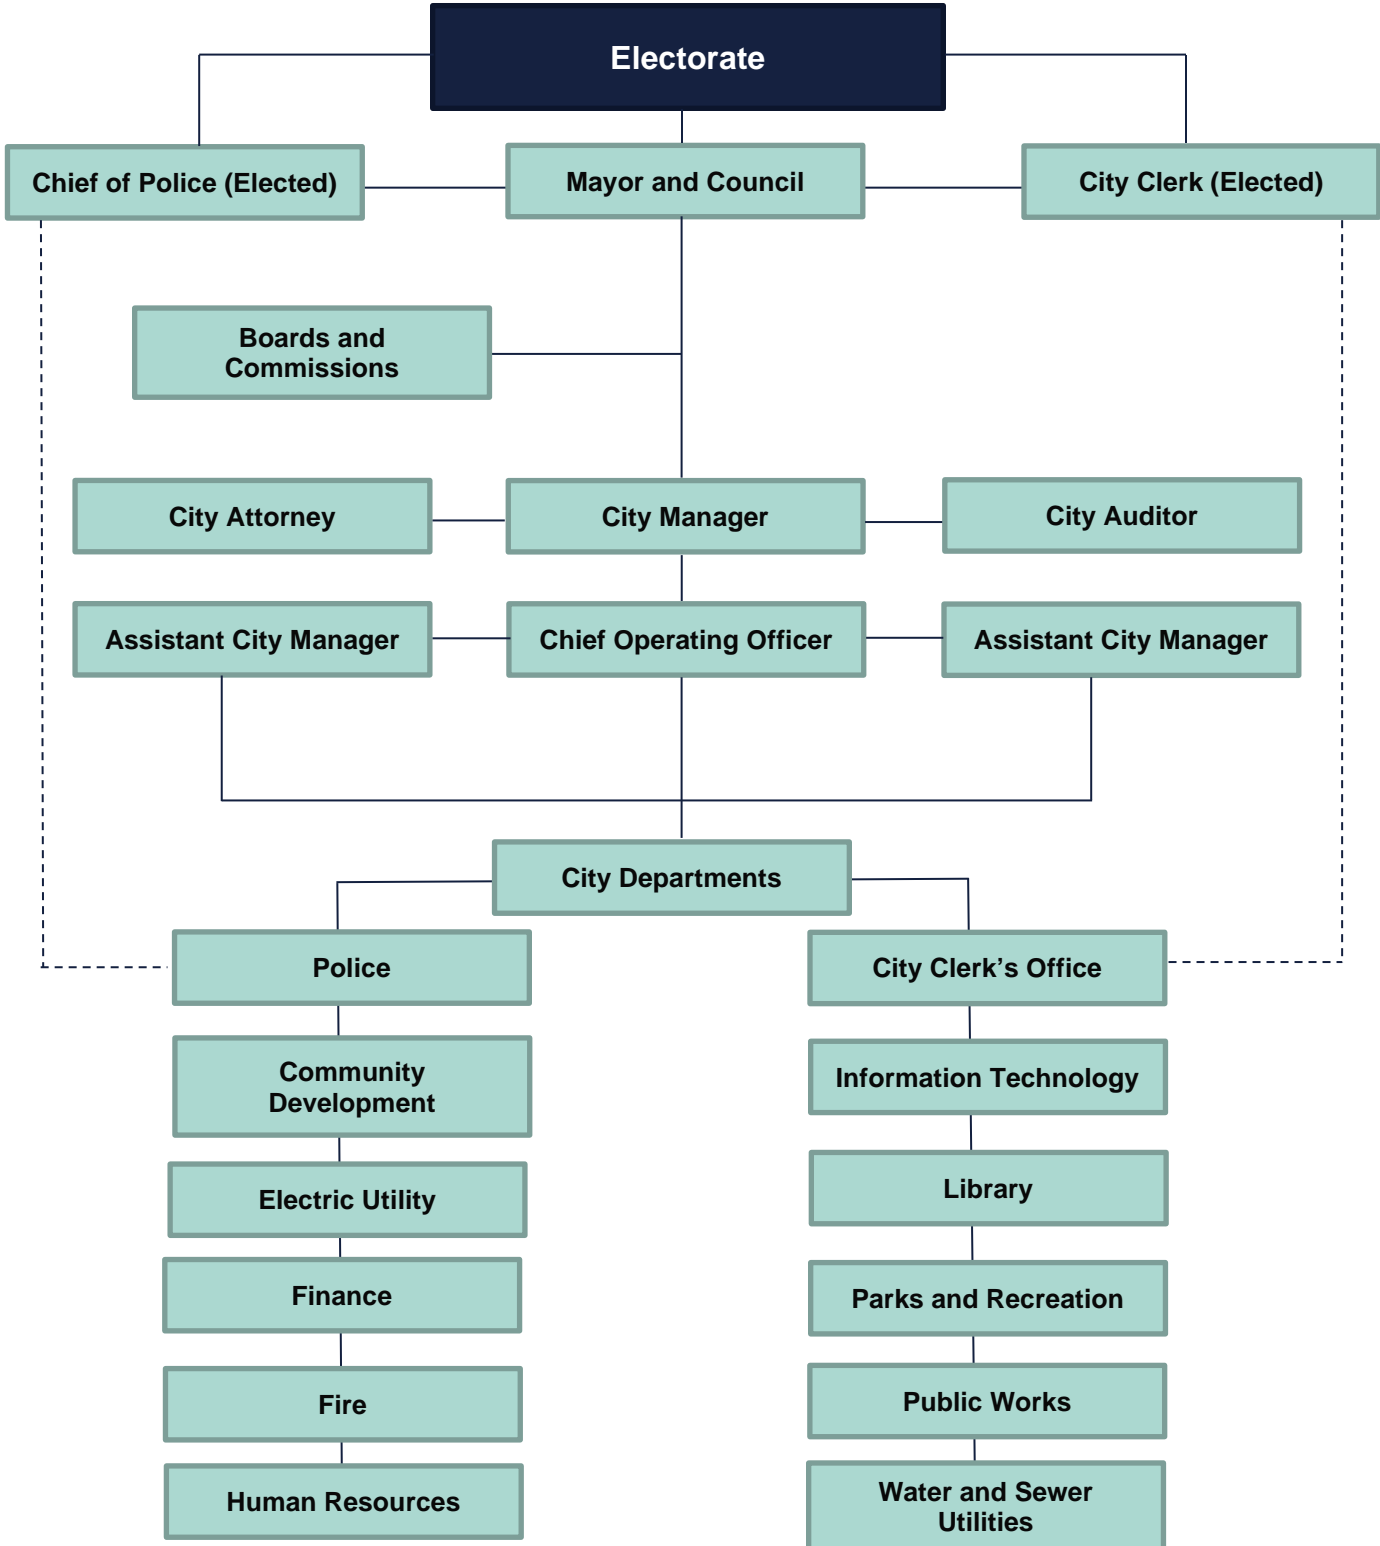 Electorate
Chief of Police (Elected)
Mayor and Council
City Clerk (Elected)
Boards and
Commissions
City Attorney
City Manager
City Auditor
Assistant City Manager
Chief Operating Officer
Assistant City Manager
City Departments
Police
City Clerk’s Office
Community
Development
Information Technology
Electric Utility
Library
Finance
Parks and Recreation
Fire
Public Works
Human Resources
Water and Sewer
Utilities